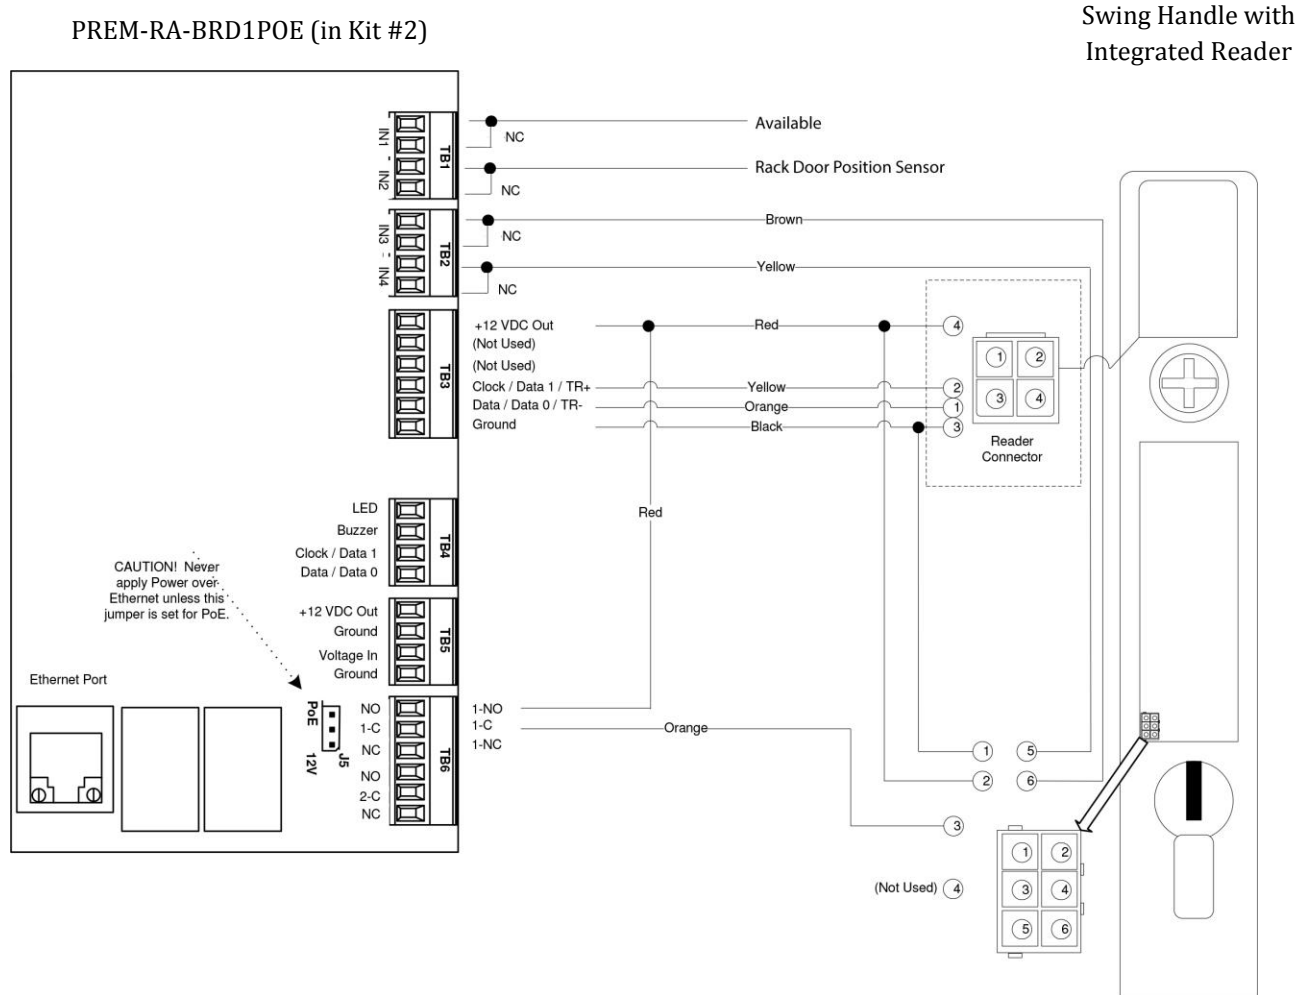 PREM-RA-BRD1POE (in Kit #2)
Swing Handle with
Integrated Reader
IN1
-
IN2
TB1
NC
Available
NC
Rack Door Position Sensor
IN3
-
IN4
TB2
NC
Brown
NC
Yellow
TB3
+12 VDC Out
(Not Used)
(Not Used)
Clock / Data 1 / TR+
Data / Data 0 / TR-
Ground
Red
Yellow
Orange
Black
4
2
1
3
1
2
3
4
Reader
Connector
Red
LED
Buzzer
Clock / Data 1
Data / Data 0
TB4
CAUTION! Never
apply Power over
Ethernet unless this
jumper is set for PoE.
+12 VDC Out
Ground
Voltage In
Ground
TB5
Ethernet Port
PoE
12V
J5
NO
1-C
NC
NO
2-C
NC
TB6
1-NO
1-C
1-NC
Orange
1
5
2
6
3
(Not Used) 4
1
2
3
4
5
6